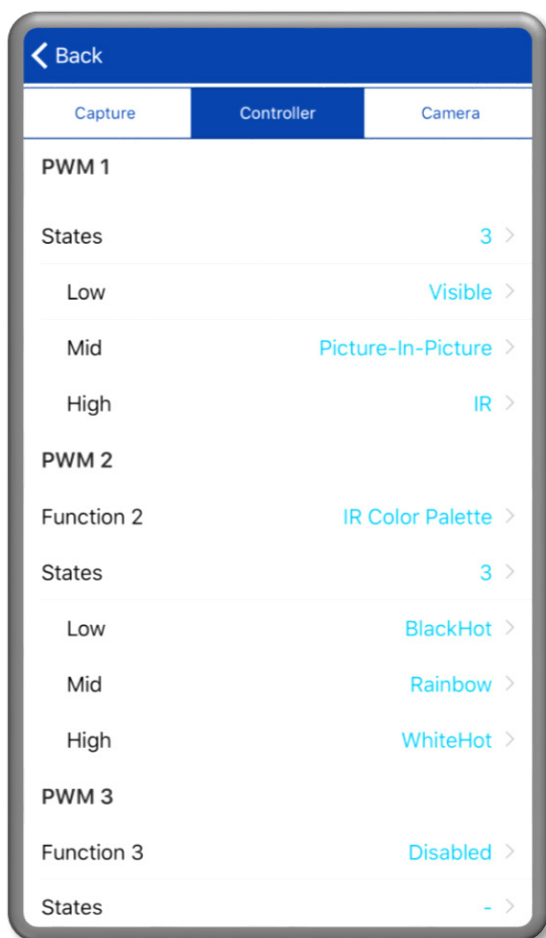 Back
Capture Controller Camera
PWM 1
States 3
Low Visible
Mid Picture-In-Picture
High IR
PWM 2
Function 2 IR Color Palette
States 3
Low BlackHot
Mid Rainbow
High WhiteHot
PWM 3
Function 3 Disabled
States -